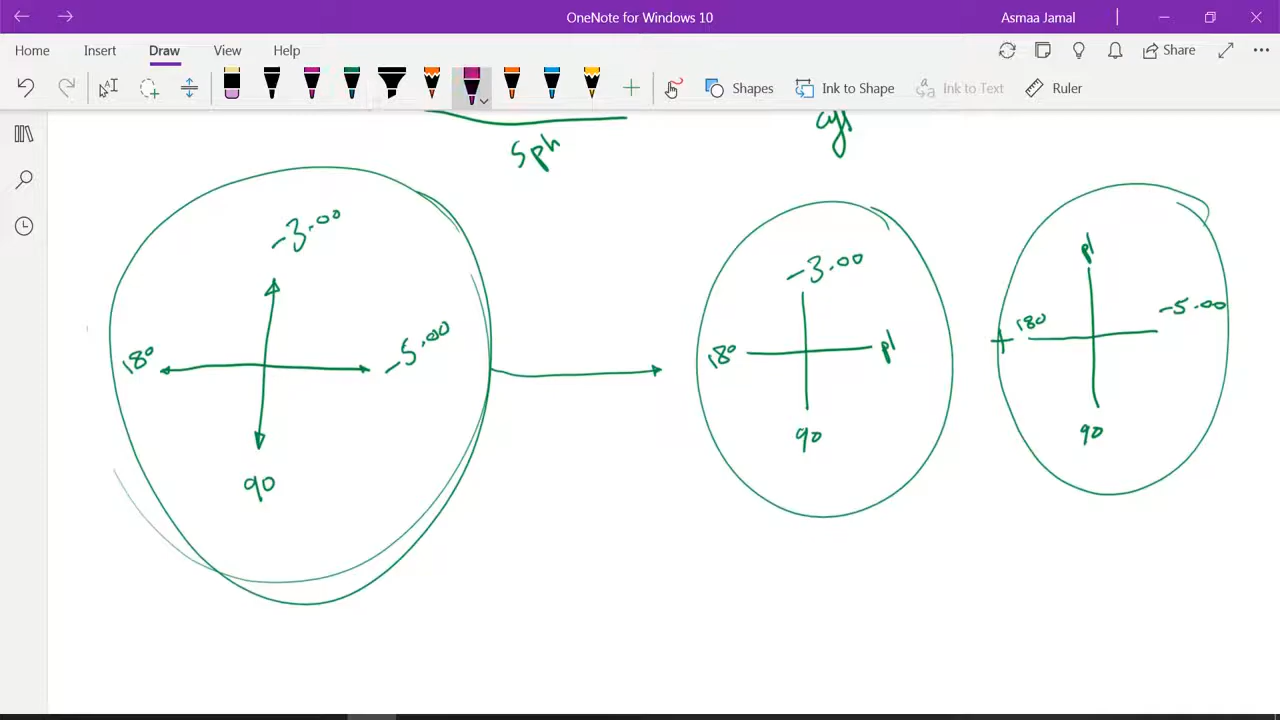 OneNote for Windows 10
Asmaa Jamal
Home Insert Draw View Help
Share
Shapes Ink to Shape Ink to Text Ruler
Sph
cyl
-3.00
180
-5.00
90
-3.00
180
pl
90
pl
+ 180
-5.00
90